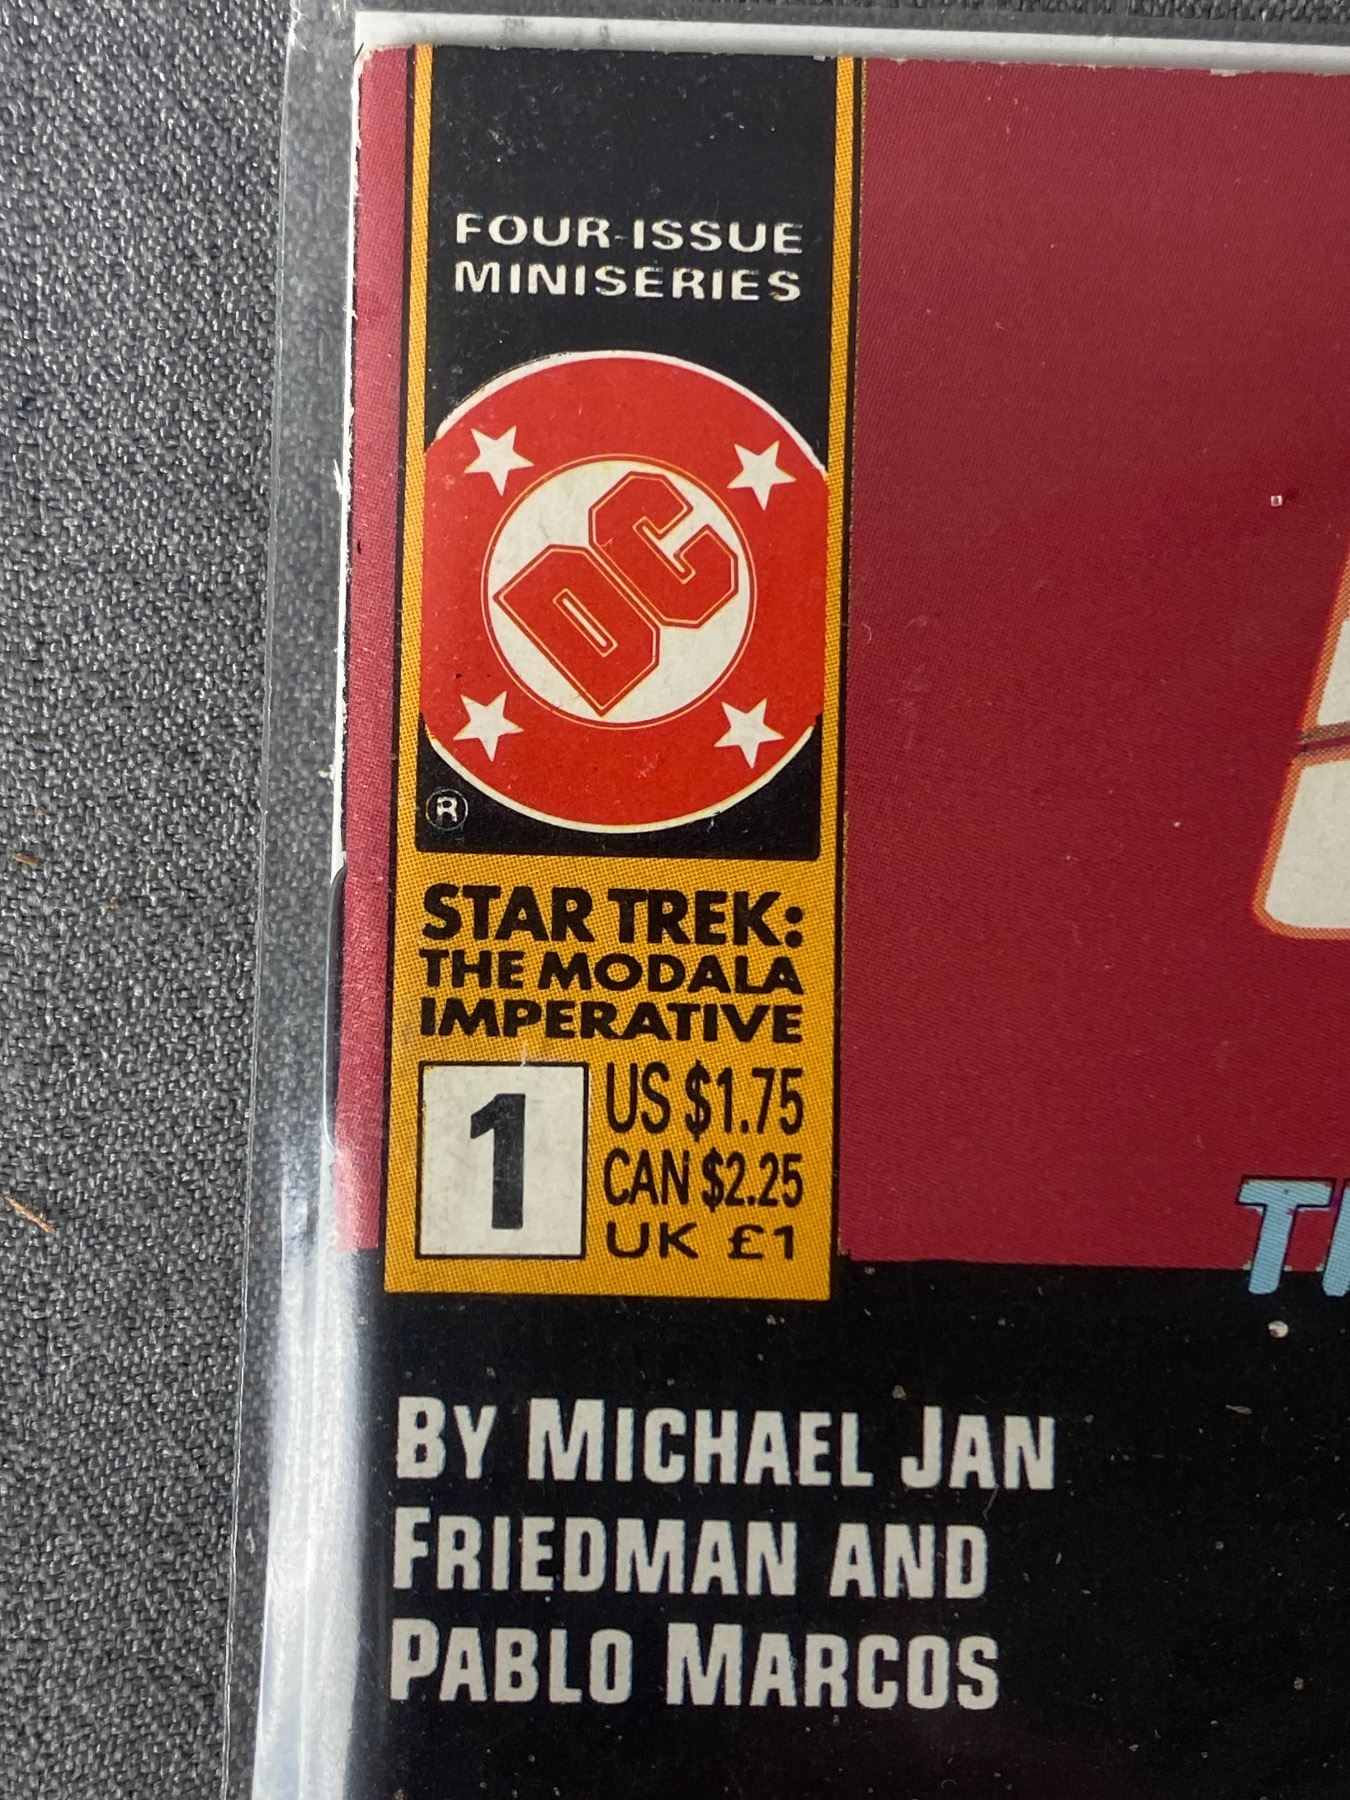 FOUR-ISSUE
MINISERIES
DC
®
STAR TREK:
THE MODALA
IMPERATIVE
1
US $1.75
CAN $2.25
UK £1
BY MICHAEL JAN
FRIEDMAN AND
PABLO MARCOS